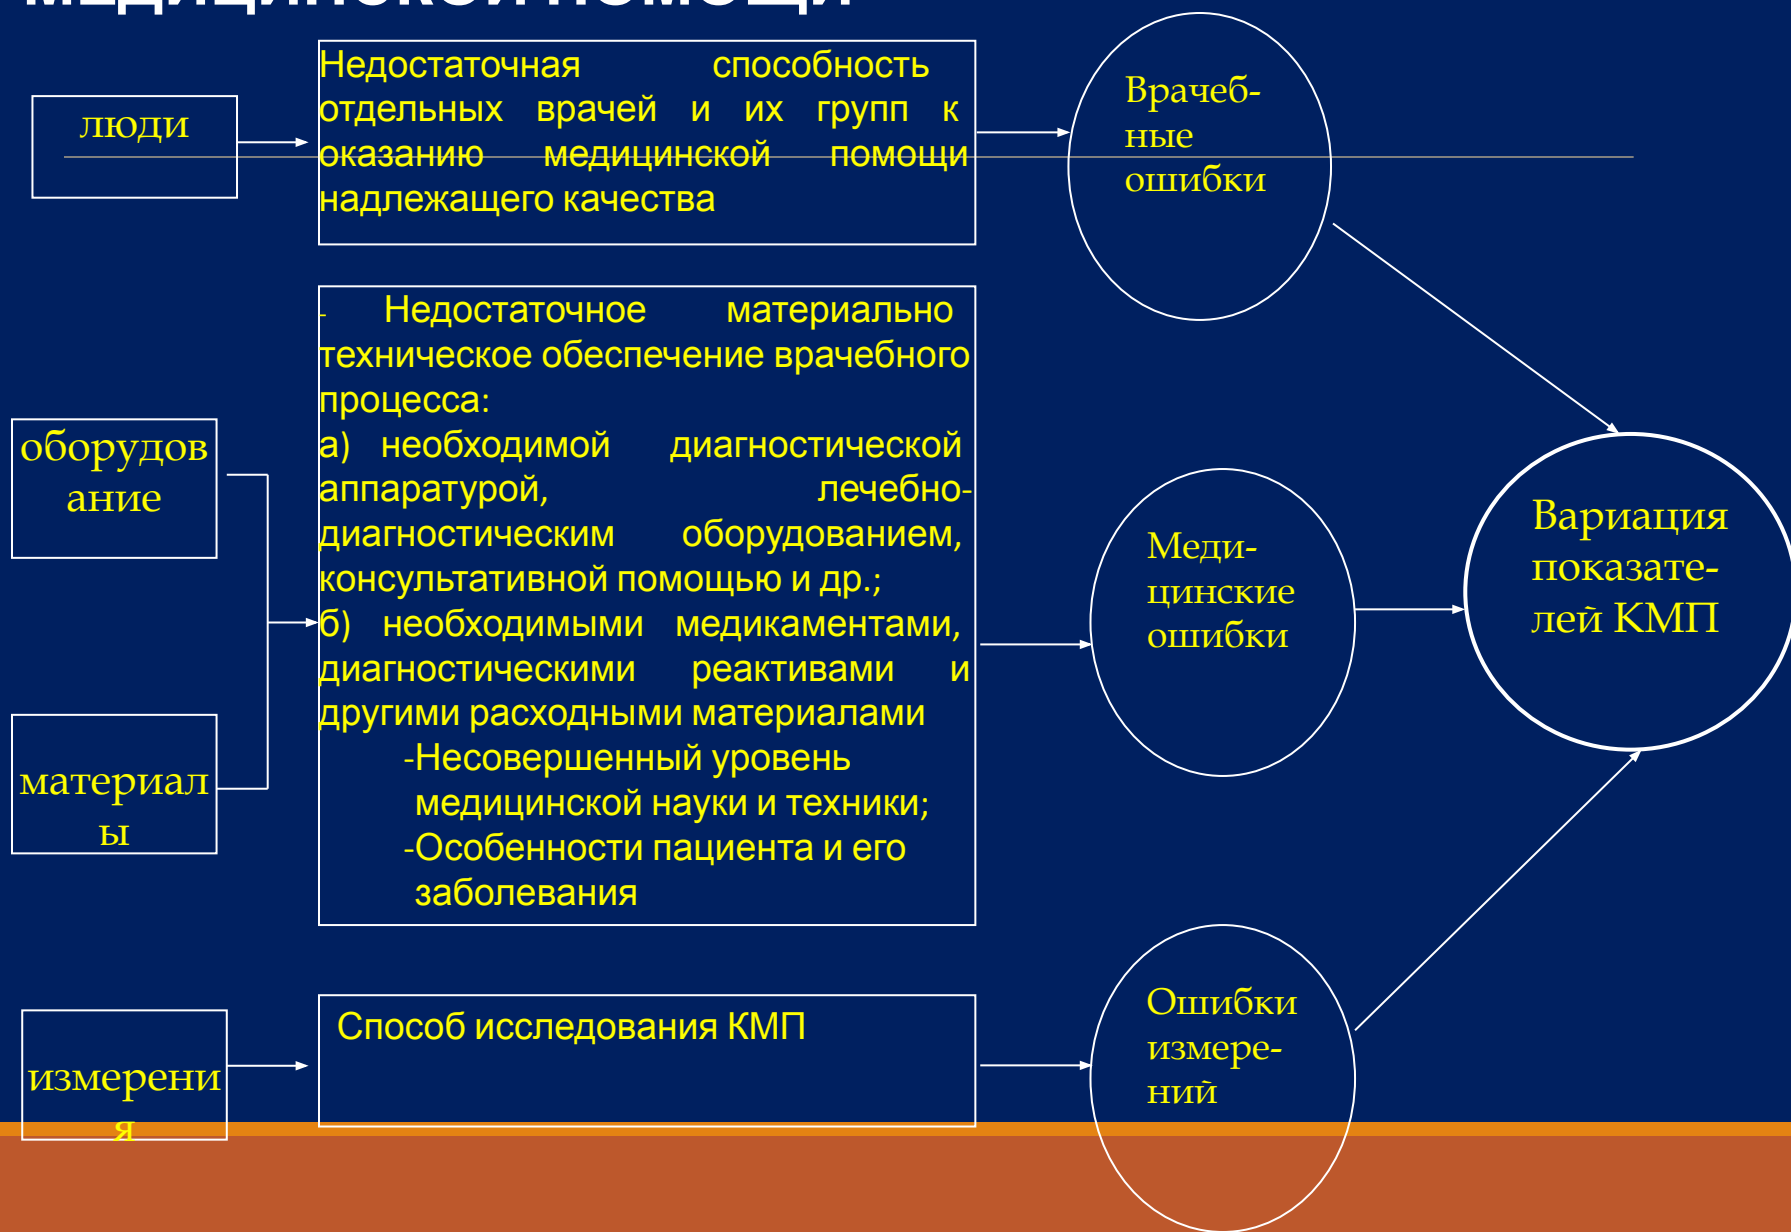 МЕДИЦИНСКОЙ ПОМОЩИ
люди
Недостаточная способность
отдельных врачей и их групп к
оказанию медицинской помощи
надлежащего качества
Врачеб-
ные
ошибки
оборудов
ание
материал
ы
- Недостаточное материально
техническое обеспечение врачебного
процесса:
а) необходимой диагностической
аппаратурой, лечебно-
диагностическим оборудованием,
консультативной помощью и др.;
б) необходимыми медикаментами,
диагностическими реактивами и
другими расходными материалами
-Несовершенный уровень
медицинской науки и техники;
-Особенности пациента и его
заболевания
Меди-
цинские
ошибки
Вариация
показате-
лей КМП
измерени
я
Способ исследования КМП
Ошибки
измере-
ний